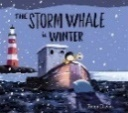 THE STORM WHALE
in WINTER